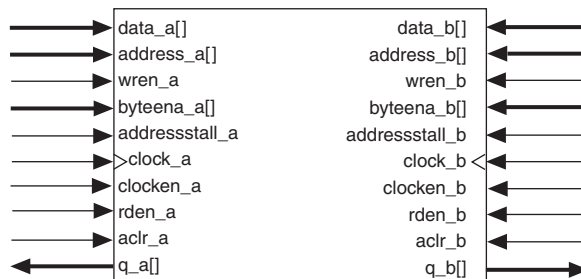 data_a[] data_b[]
address_a[] address_b[]
wren_a wren_b
byteena_a[] byteena_b[]
addressstall_a addressstall_b
clock_a clock_b
clocken_a clocken_b
rden_a rden_b
aclr_a aclr_b
q_a[] q_b[]